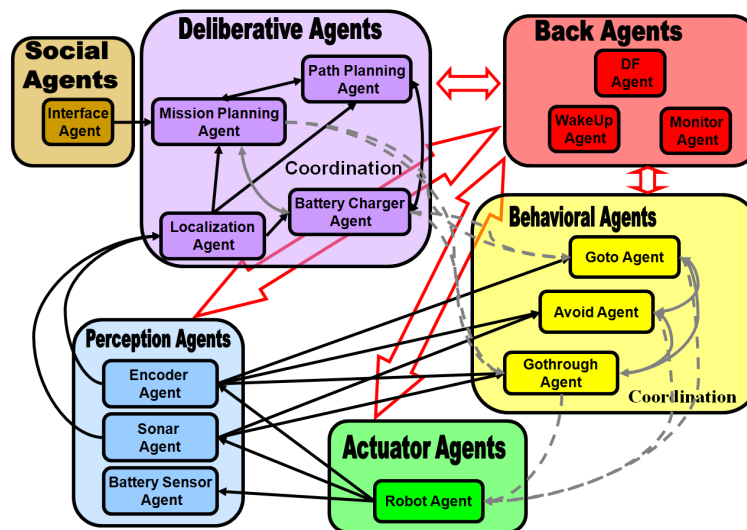 Social
Agents
Interface
Agent
Deliberative Agents
Path Planning
Agent
Mission Planning
Agent
Coordination
Battery Charger
Agent
Localization
Agent
Back Agents
DF
Agent
WakeUp
Agent
Monitor
Agent
Behavioral Agents
Goto Agent
Avoid Agent
Gothrough
Agent
Coordination
Perception Agents
Encoder
Agent
Sonar
Agent
Battery Sensor
Agent
Actuator Agents
Robot Agent